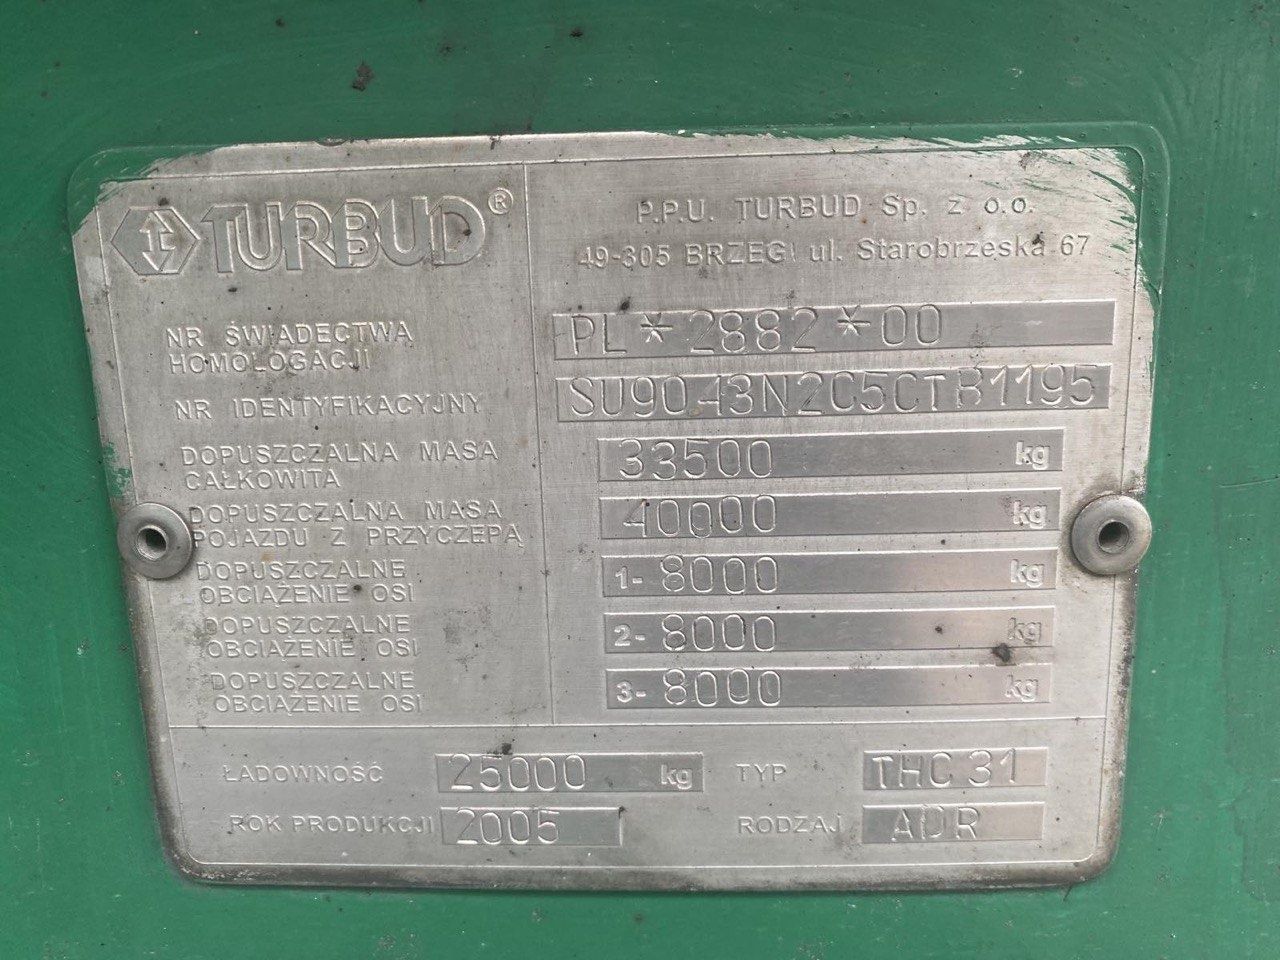 TURBUD®
P.P.U. TURBUD Sp. z o.o.
49-305 BRZEG ul. Starobrzeska 67
NR ŚWIADECTWA HOMOLOGACJI PL*2882*00
NR IDENTYFIKACYJNY SU9043N2C5CTB1195
DOPUSZCZALNA MASA CAŁKOWITA 33500 kg
DOPUSZCZALNA MASA POJAZDU Z PRZYCZEPĄ 40000 kg
DOPUSZCZALNE OBCIĄŻENIE OSI 1- 8000 kg
DOPUSZCZALNE OBCIĄŻENIE OSI 2- 8000 kg
DOPUSZCZALNE OBCIĄŻENIE OSI 3- 8000 kg
ŁADOWNOŚĆ 25000 kg TYP THC 31
ROK PRODUKCJI 2005 RODZAJ ADR